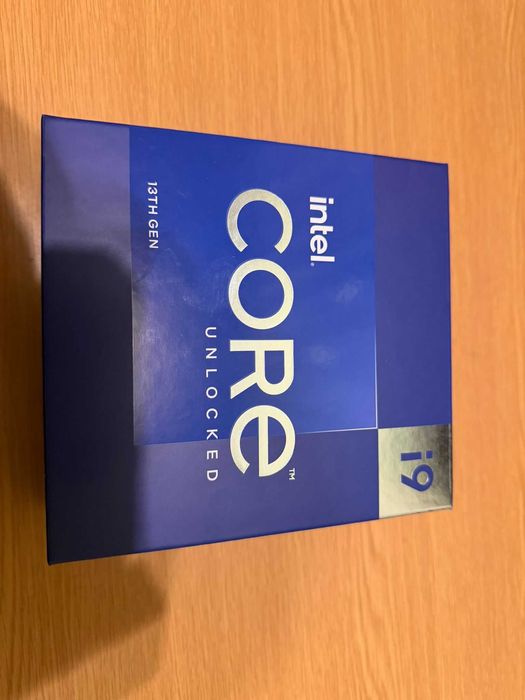 i9
intel.
CORe™
UNLOCKED
13TH GEN